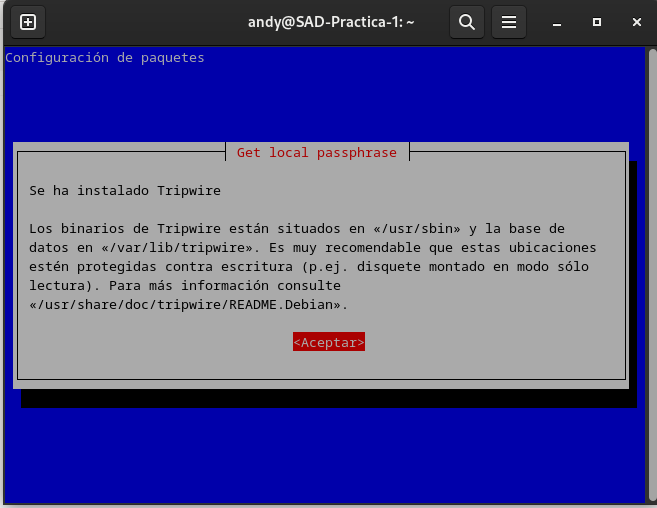 andy@SAD-Practica-1: ~
Configuración de paquetes
Get local passphrase
Se ha instalado Tripwire
Los binarios de Tripwire están situados en «/usr/sbin» y la base de
datos en «/var/lib/tripwire». Es muy recomendable que estas ubicaciones
estén protegidas contra escritura (p.ej. disquete montado en modo sólo
lectura). Para más información consulte
«/usr/share/doc/tripwire/README.Debian».
<Aceptar>